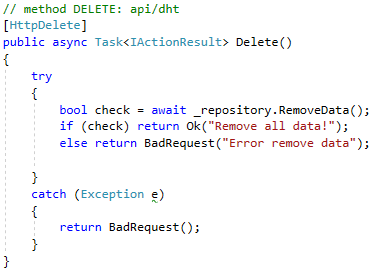 // method DELETE: api/dht
[HttpDelete]
public async Task<IActionResult> Delete()
{
    try
    {
        bool check = await _repository.RemoveData();
        if (check) return Ok("Remove all data!");
        else return BadRequest("Error remove data");

    }
    catch (Exception e)
    {
        return BadRequest();
    }
}